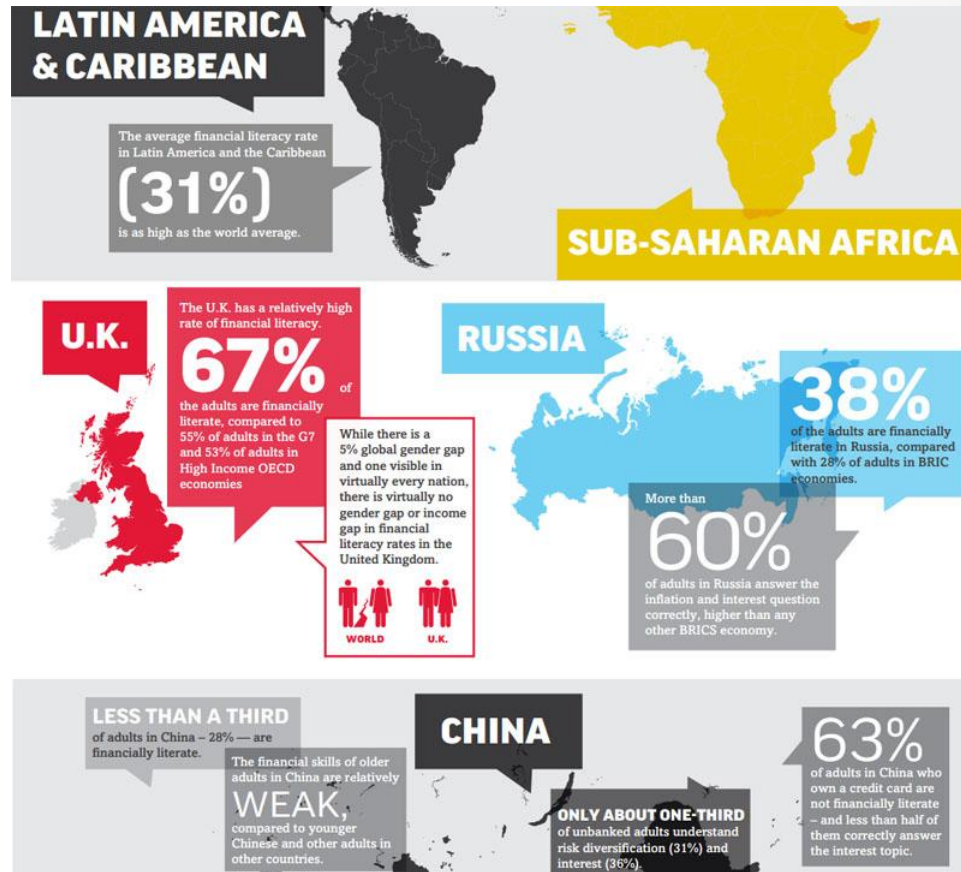 LATIN AMERICA
& CARIBBEAN
The average financial literacy rate
in Latin America and the Caribbean
(31%)
is as high as the world average.
SUB-SAHARAN AFRICA
U.K.
The U.K. has a relatively high
rate of financial literacy.
67% of
the adults are financially
literate, compared to
55% of adults in the G7
and 53% of adults in
High Income OECD
economies
While there is a
5% global gender gap
and one visible in
virtually every nation,
there is virtually no
gender gap or income
gap in financial
literacy rates in the
United Kingdom.
WORLD
U.K.
RUSSIA
38%
of the adults are financially
literate in Russia, compared
with 28% of adults in BRIC
economies.
More than
60%
of adults in Russia answer the
inflation and interest question
correctly, higher than any
other BRICS economy.
LESS THAN A THIRD
of adults in China – 28% — are
financially literate.
The financial skills of older
adults in China are relatively
WEAK,
compared to younger
Chinese and other adults in
other countries.
CHINA
ONLY ABOUT ONE-THIRD
of unbanked adults understand
risk diversification (31%) and
interest (36%).
63%
of adults in China who
own a credit card are
not financially literate
– and less than half of
them correctly answer
the interest topic.